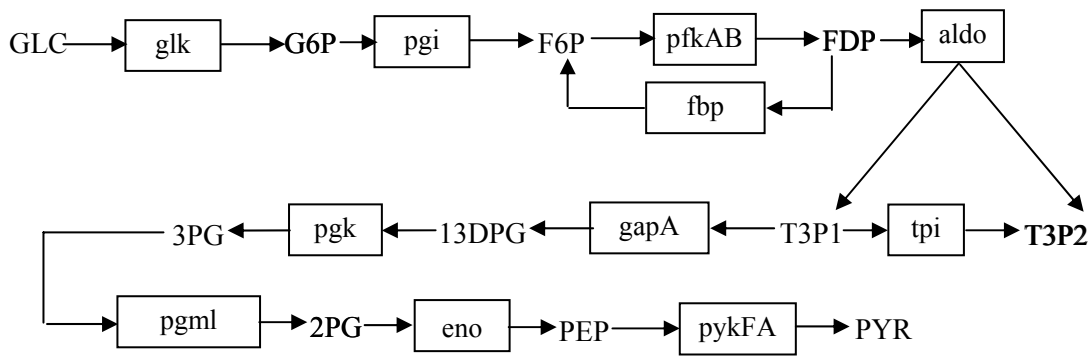 GLC glk G6P pgi F6P pfkAB FDP aldo
fbp
3PG pgk 13DPG gapA T3P1 tpi T3P2
pgml 2PG eno PEP pykFA PYR